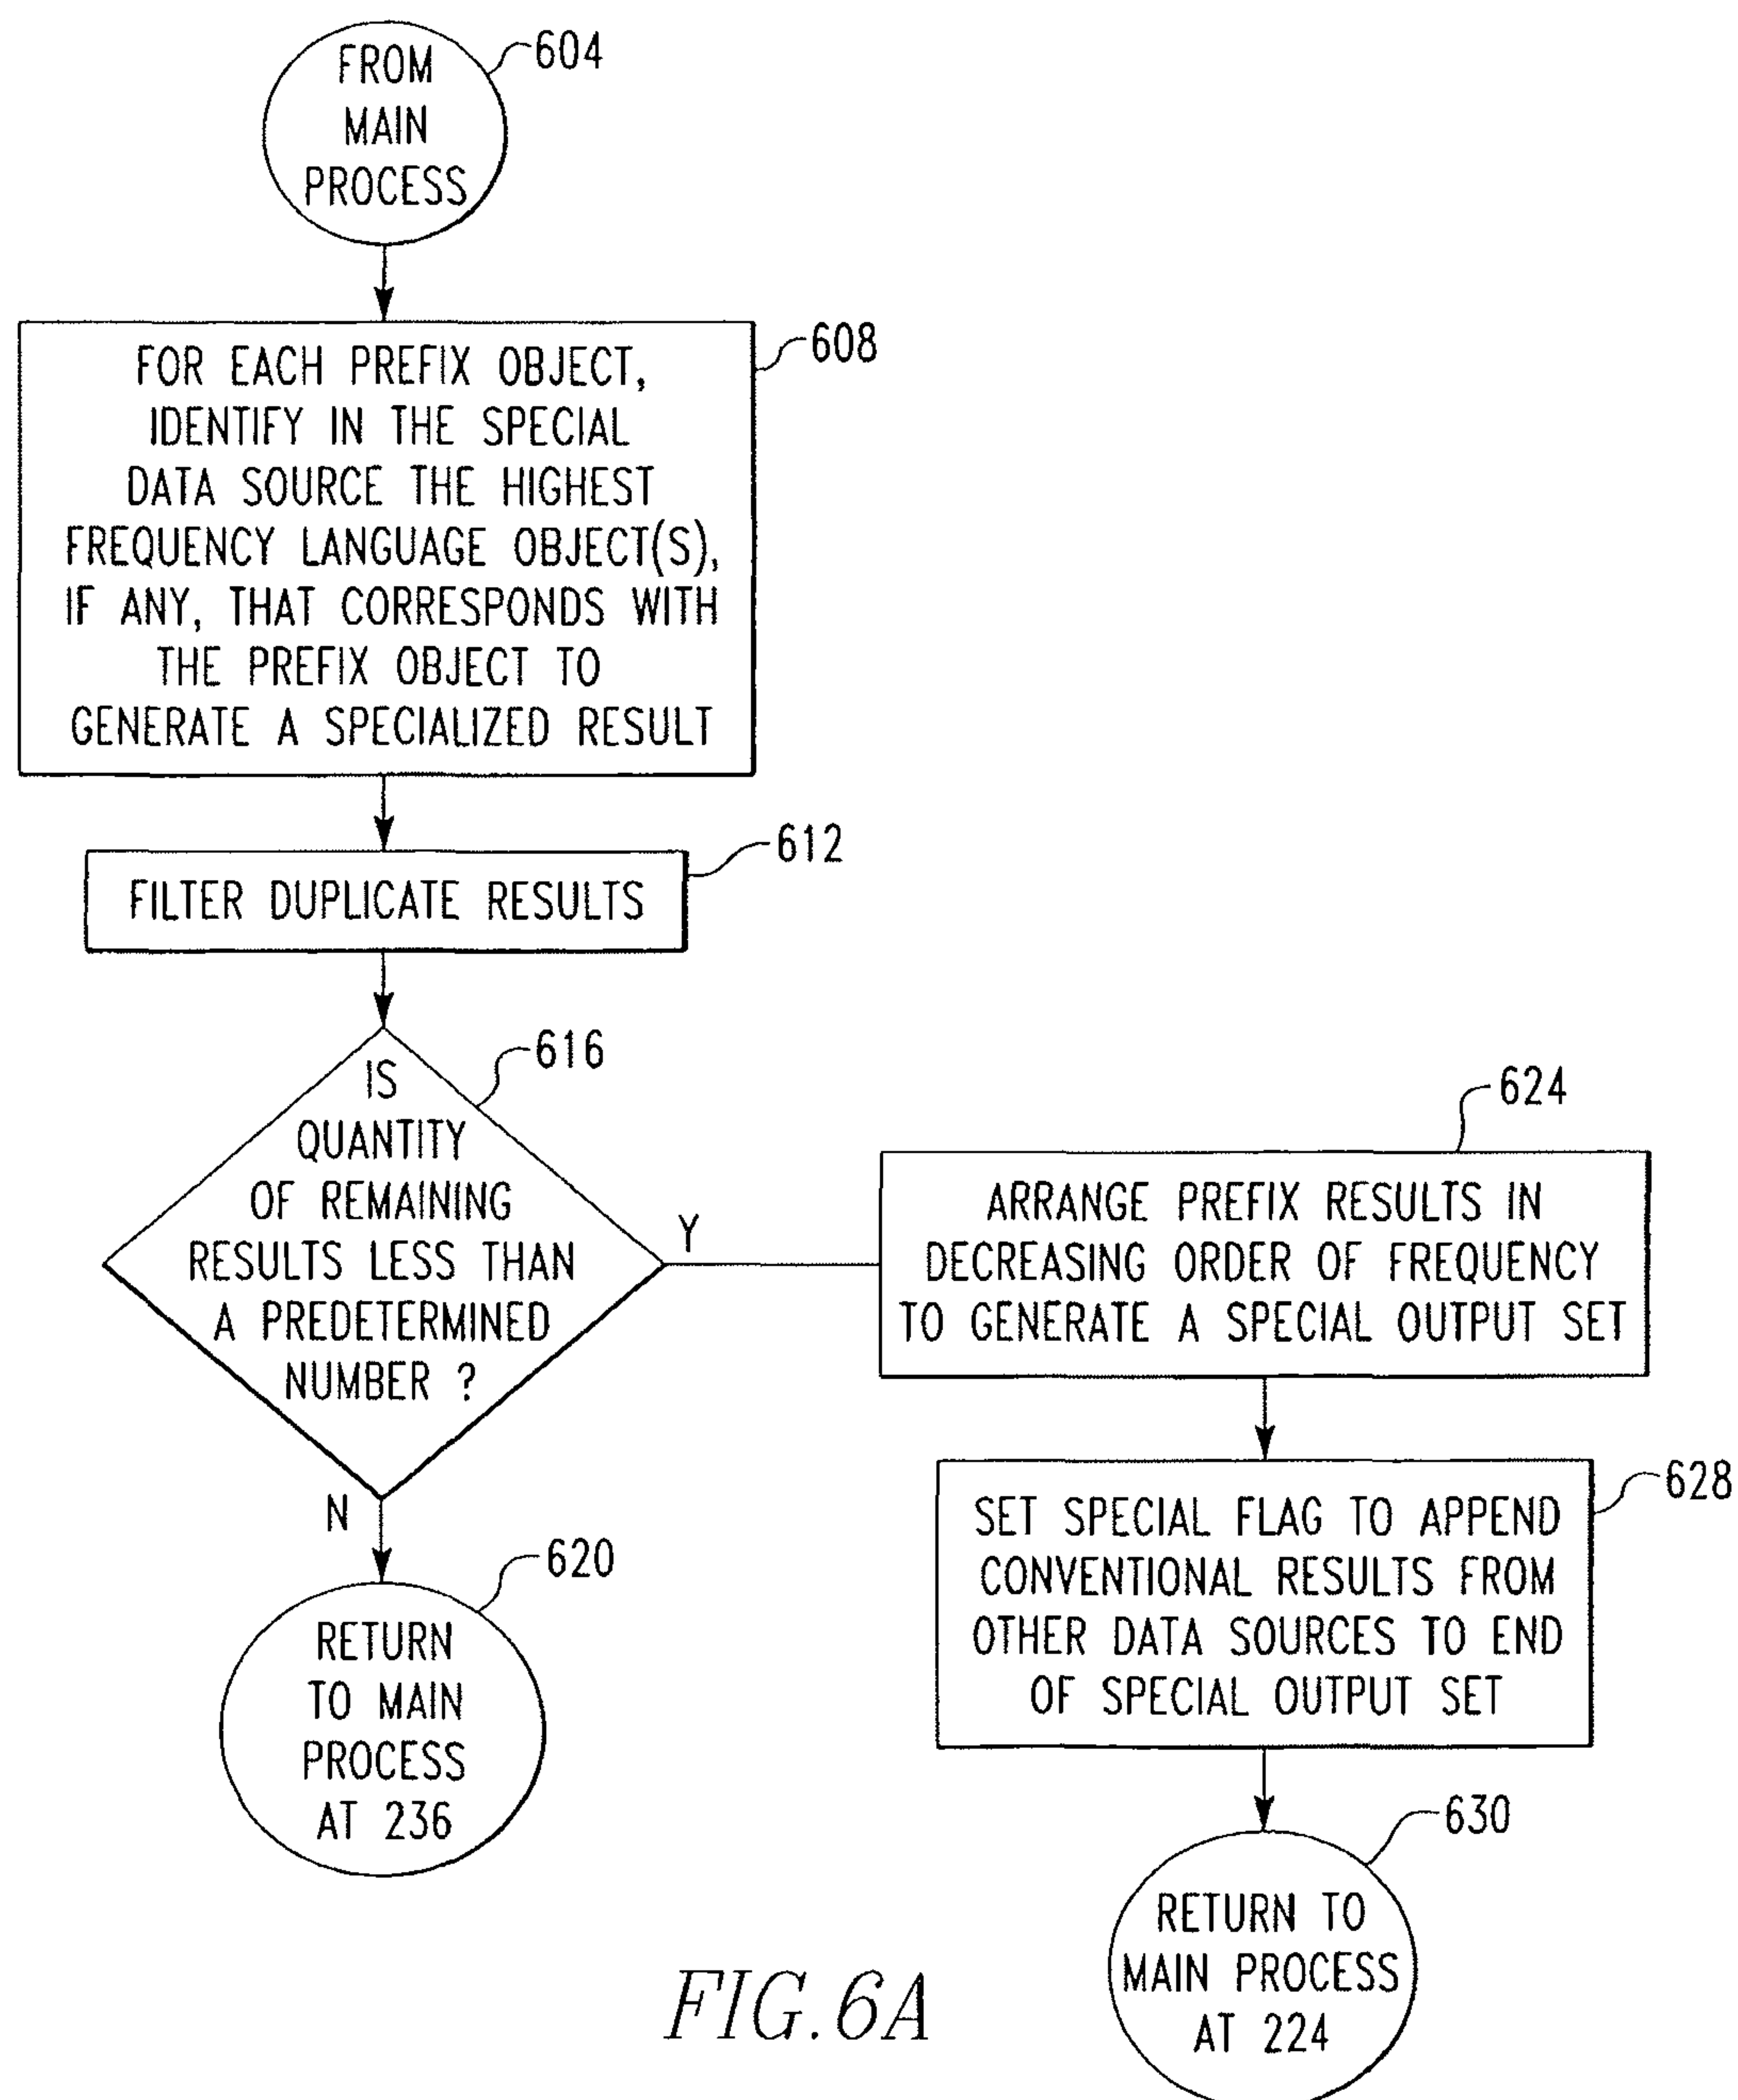 FROM
MAIN
PROCESS
604
FOR EACH PREFIX OBJECT,
IDENTIFY IN THE SPECIAL
DATA SOURCE THE HIGHEST
FREQUENCY LANGUAGE OBJECT(S),
IF ANY, THAT CORRESPONDS WITH
THE PREFIX OBJECT TO
GENERATE A SPECIALIZED RESULT
608
FILTER DUPLICATE RESULTS
612
IS
QUANTITY
OF REMAINING
RESULTS LESS THAN
A PREDETERMINED
NUMBER ?
616
Y
N
RETURN
TO MAIN
PROCESS
AT 236
620
ARRANGE PREFIX RESULTS IN
DECREASING ORDER OF FREQUENCY
TO GENERATE A SPECIAL OUTPUT SET
624
SET SPECIAL FLAG TO APPEND
CONVENTIONAL RESULTS FROM
OTHER DATA SOURCES TO END
OF SPECIAL OUTPUT SET
628
RETURN TO
MAIN PROCESS
AT 224
630
FIG.6A